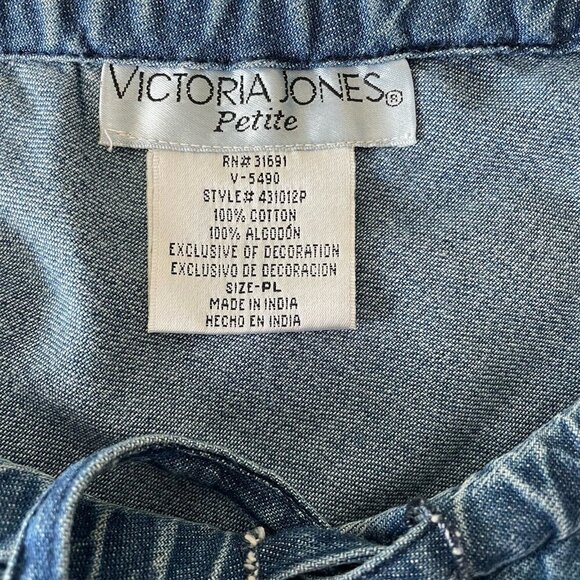 VICTORIA JONES®
Petite
RN# 31691
V-5490
STYLE# 431012P
100% COTTON
100% ALGODÓN
EXCLUSIVE OF DECORATION
EXCLUSIVO DE DECORACION
SIZE-PL
MADE IN INDIA
HECHO EN INDIA